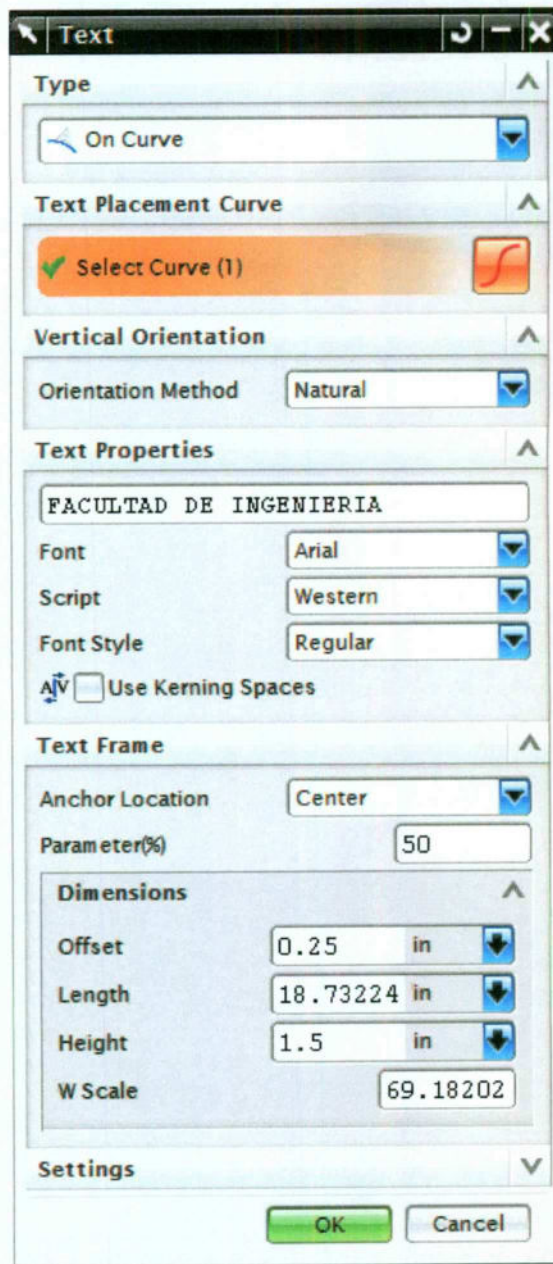 Text
Type
On Curve
Text Placement Curve
Select Curve (1)
Vertical Orientation
Orientation Method Natural
Text Properties
FACULTAD DE INGENIERIA
Font Arial
Script Western
Font Style Regular
A|V Use Kerning Spaces
Text Frame
Anchor Location Center
Parameter(%) 50
Dimensions
Offset 0.25 in
Length 18.73224 in
Height 1.5 in
W Scale 69.18202
Settings
OK Cancel